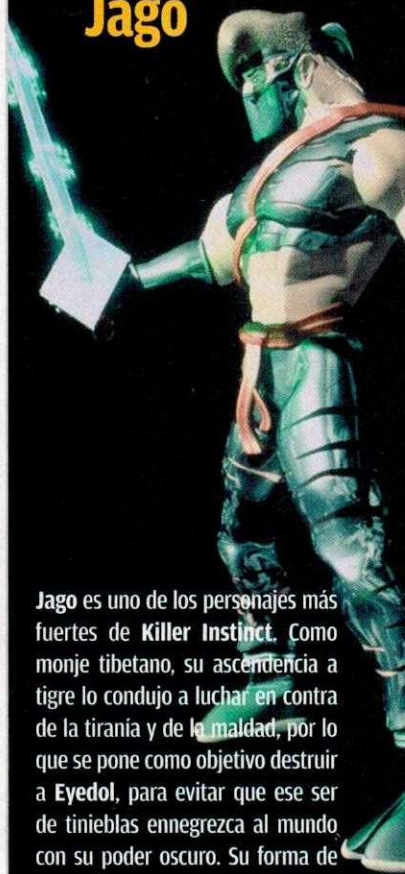 Jago
Jago es uno de los personajes más
fuertes de Killer Instinct. Como
monje tibetano, su ascendencia a
tigre lo condujo a luchar en contra
de la tiranía y de la maldad, por lo
que se pone como objetivo destruir
a Eyedol, para evitar que ese ser
de tinieblas ennegrezca al mundo
con su poder oscuro. Su forma de